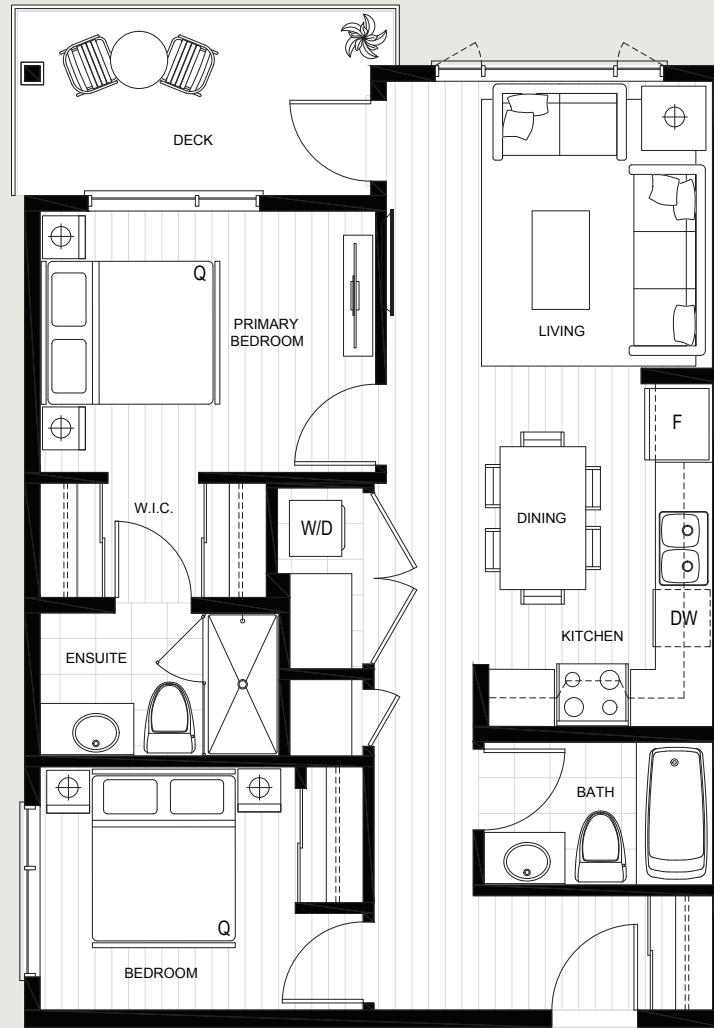 DECK
Q
PRIMARY
BEDROOM
LIVING
F
W.I.C.
W/D
DINING
DW
KITCHEN
ENSUITE
BATH
Q
BEDROOM